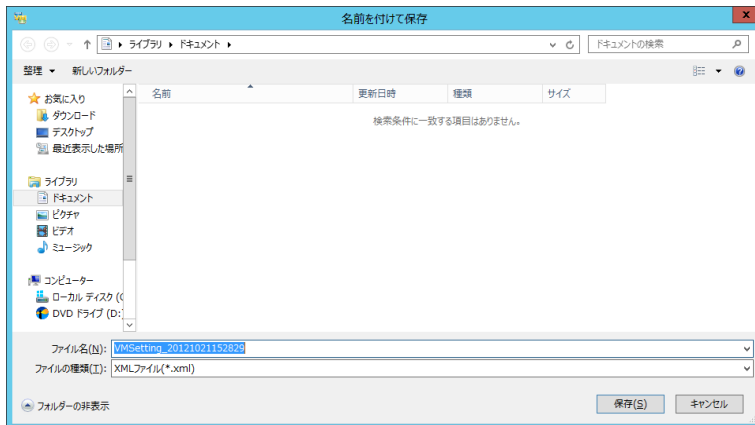 名前を付けて保存
ライブラリ ▸ ドキュメント ▸
ドキュメントの検索
整理 ▼ 新しいフォルダー
名前 更新日時 種類 サイズ
検索条件に一致する項目はありません。
お気に入り
ダウンロード
デスクトップ
最近表示した場所
ライブラリ
ドキュメント
ピクチャ
ビデオ
ミュージック
コンピューター
ローカル ディスク (C
DVD ドライブ (D:
ファイル名(N): VMSetting_20121021152829
ファイルの種類(T): XMLファイル(*.xml)
フォルダーの非表示
保存(S) キャンセル